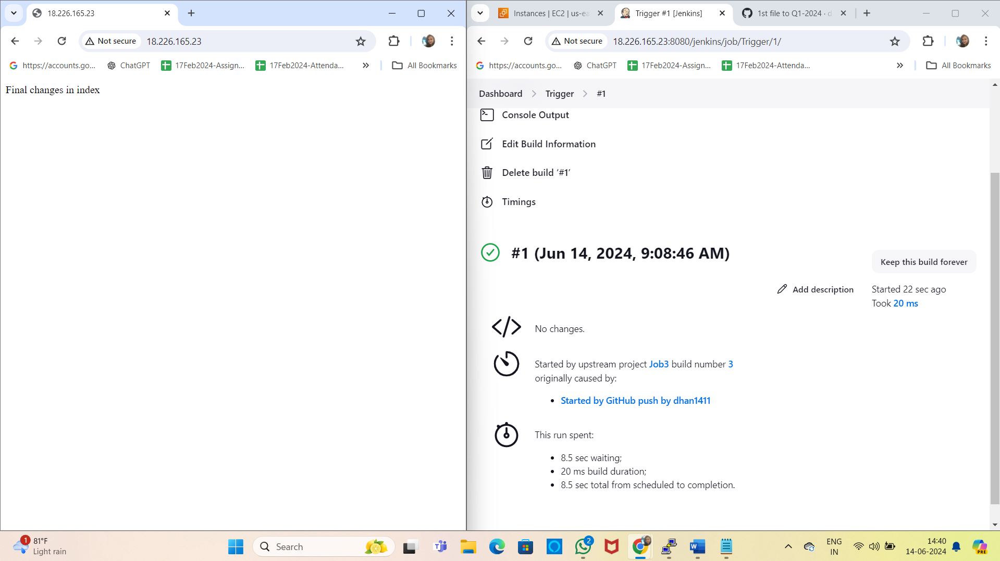 18.226.165.23
Not secure 18.226.165.23
https://accounts.go... ChatGPT 17Feb2024-Assign... 17Feb2024-Attenda... All Bookmarks
Final changes in index
Instances | EC2 | us-ea Trigger #1 [Jenkins] 1st file to Q1-2024 · d
Not secure 18.226.165.23:8080/jenkins/job/Trigger/1/
https://accounts.go... ChatGPT 17Feb2024-Assign... 17Feb2024-Attenda... All Bookmarks
Dashboard Trigger #1
Console Output
Edit Build Information
Delete build ‘#1’
Timings
#1 (Jun 14, 2024, 9:08:46 AM)
Keep this build forever
Add description
Started 22 sec ago
Took 20 ms
No changes.
Started by upstream project Job3 build number 3
originally caused by:
• Started by GitHub push by dhan1411
This run spent:
• 8.5 sec waiting;
• 20 ms build duration;
• 8.5 sec total from scheduled to completion.
1
81°F
Light rain
Search
2
ENG
IN
14:40
14-06-2024
PRE